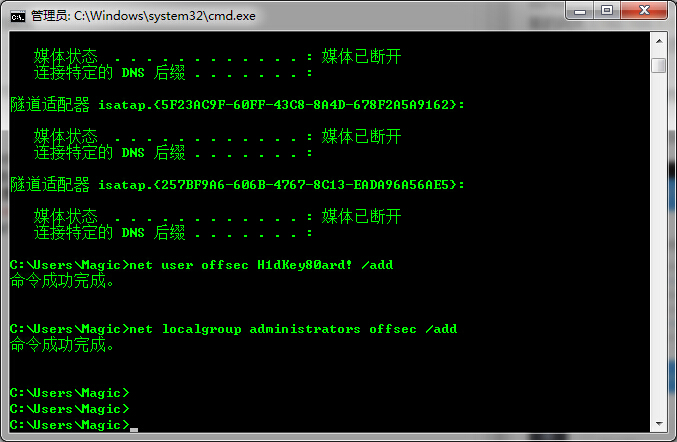 管理员: C:\Windows\system32\cmd.exe
媒体状态 . . . . . . . . . . . . : 媒体已断开
连接特定的 DNS 后缀 . . . . . . . :
隧道适配器 isatap.{5F23AC9F-60FF-43C8-8A4D-678F2A5A9162}:
媒体状态 . . . . . . . . . . . . : 媒体已断开
连接特定的 DNS 后缀 . . . . . . . :
隧道适配器 isatap.{257BF9A6-606B-4767-8C13-EADA96A56AE5}:
媒体状态 . . . . . . . . . . . . : 媒体已断开
连接特定的 DNS 后缀 . . . . . . . :
C:\Users\Magic>net user offsec H1dKey80ard! /add
命令成功完成。
C:\Users\Magic>net localgroup administrators offsec /add
命令成功完成。
C:\Users\Magic>
C:\Users\Magic>
C:\Users\Magic>